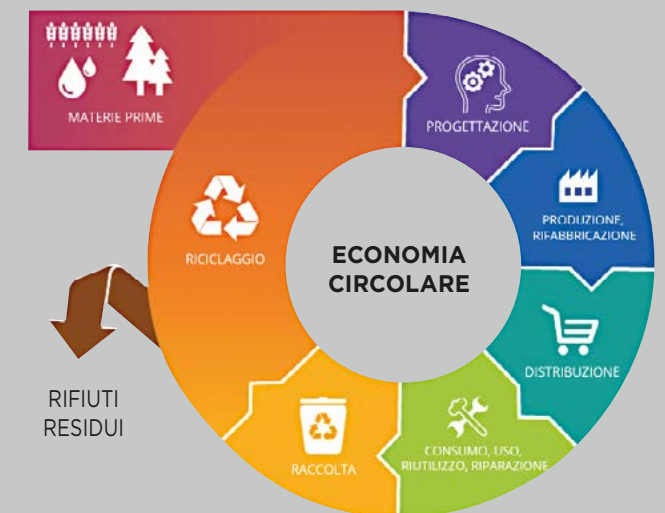 MATERIE PRIME
PROGETTAZIONE
PRODUZIONE,
RIFABBRICAZIONE
RICICLAGGIO
ECONOMIA
CIRCOLARE
DISTRIBUZIONE
RIFIUTI
RESIDUI
CONSUMO, USO,
RIUTILIZZO, RIPARAZIONE
RACCOLTA